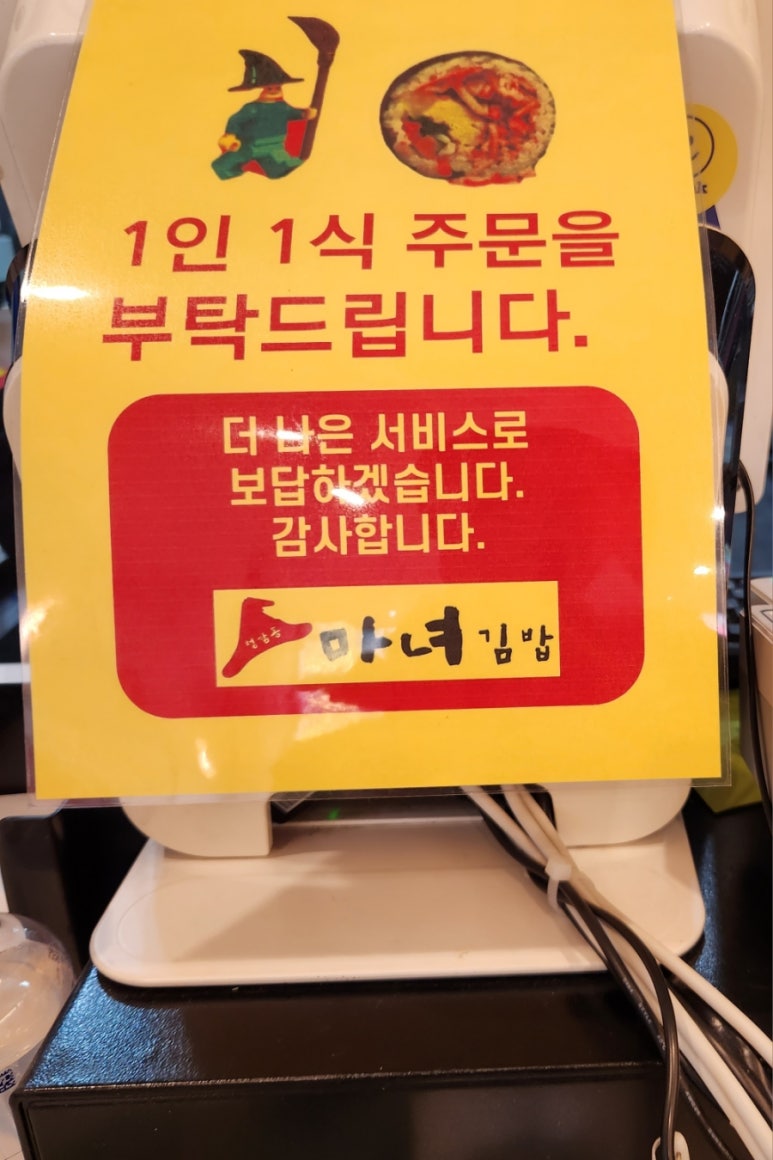 1인 1식 주문을
부탁드립니다.
더 나은 서비스로
보답하겠습니다.
감사합니다.
마녀 김밥